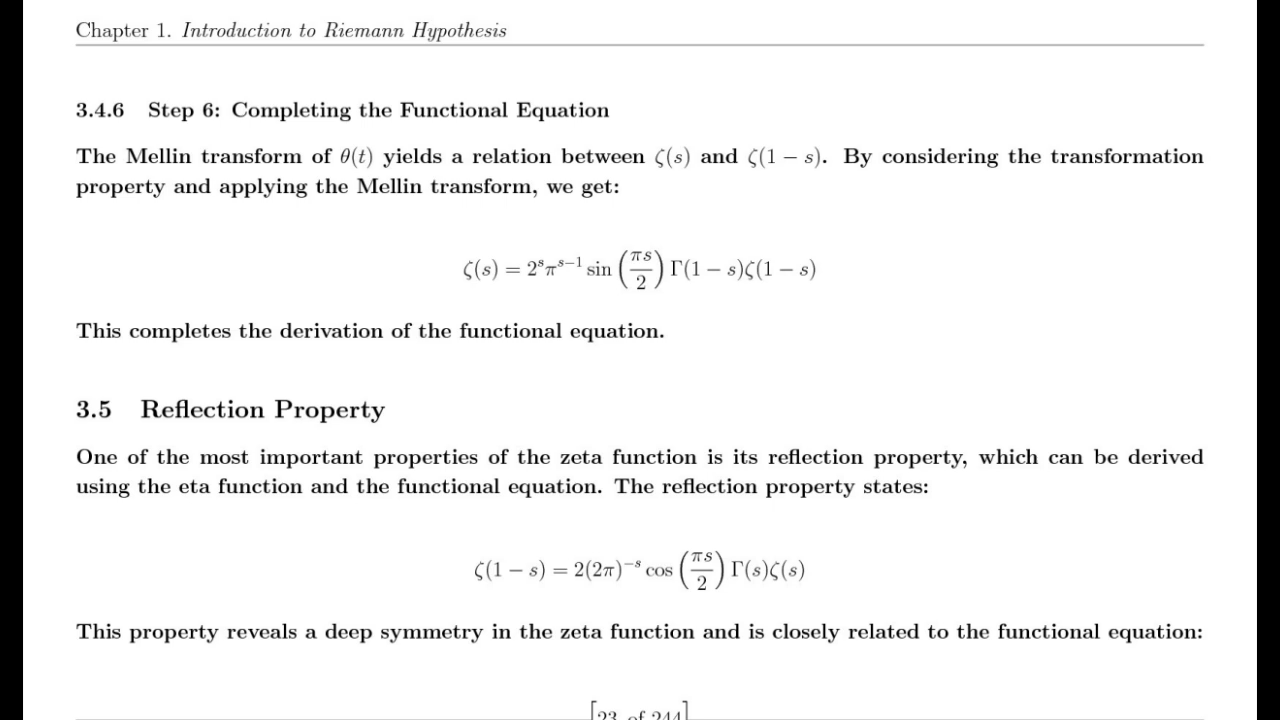 Chapter 1. Introduction to Riemann Hypothesis
3.4.6 Step 6: Completing the Functional Equation
The Mellin transform of θ(t) yields a relation between ζ(s) and ζ(1 − s). By considering the transformation
property and applying the Mellin transform, we get:
ζ(s) = 2^s π^{s−1} sin (πs/2) Γ(1 − s)ζ(1 − s)
This completes the derivation of the functional equation.
3.5 Reflection Property
One of the most important properties of the zeta function is its reflection property, which can be derived
using the eta function and the functional equation. The reflection property states:
ζ(1 − s) = 2(2π)^{−s} cos (πs/2) Γ(s)ζ(s)
This property reveals a deep symmetry in the zeta function and is closely related to the functional equation:
[23 of 244]